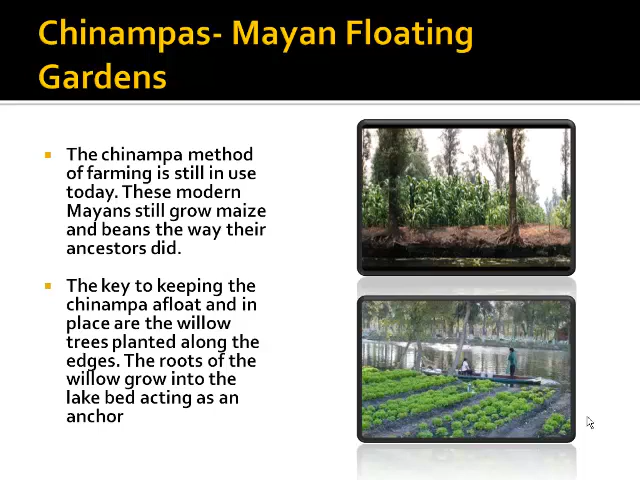 Chinampas- Mayan Floating
Gardens
The chinampa method
of farming is still in use
today. These modern
Mayans still grow maize
and beans the way their
ancestors did.
The key to keeping the
chinampa afloat and in
place are the willow
trees planted along the
edges. The roots of the
willow grow into the
lake bed acting as an
anchor